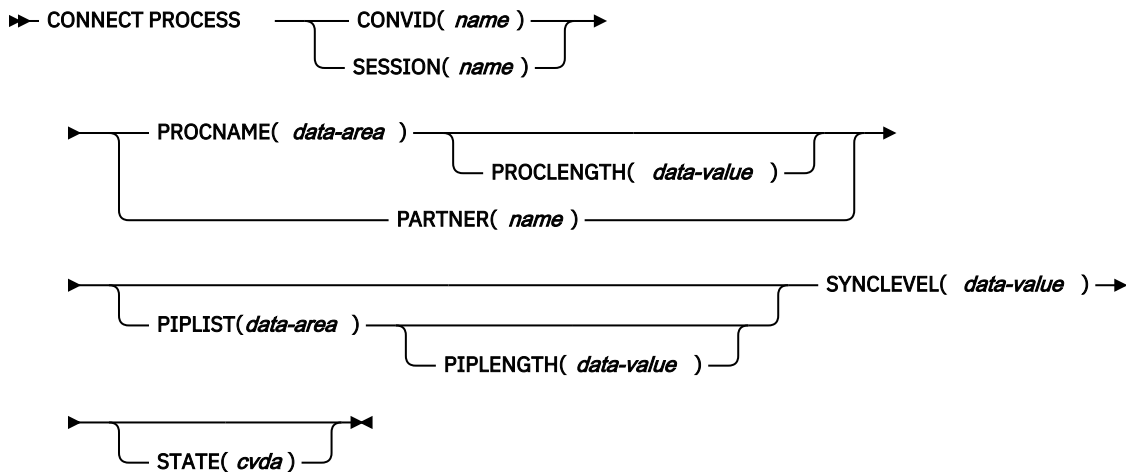 CONNECT PROCESS CONVID( name )
SESSION( name )
PROCNAME( data-area )
PROCLENGTH( data-value )
PARTNER( name )
SYNCLEVEL( data-value )
PIPLIST(data-area )
PIPLENGTH( data-value )
STATE( cvda )